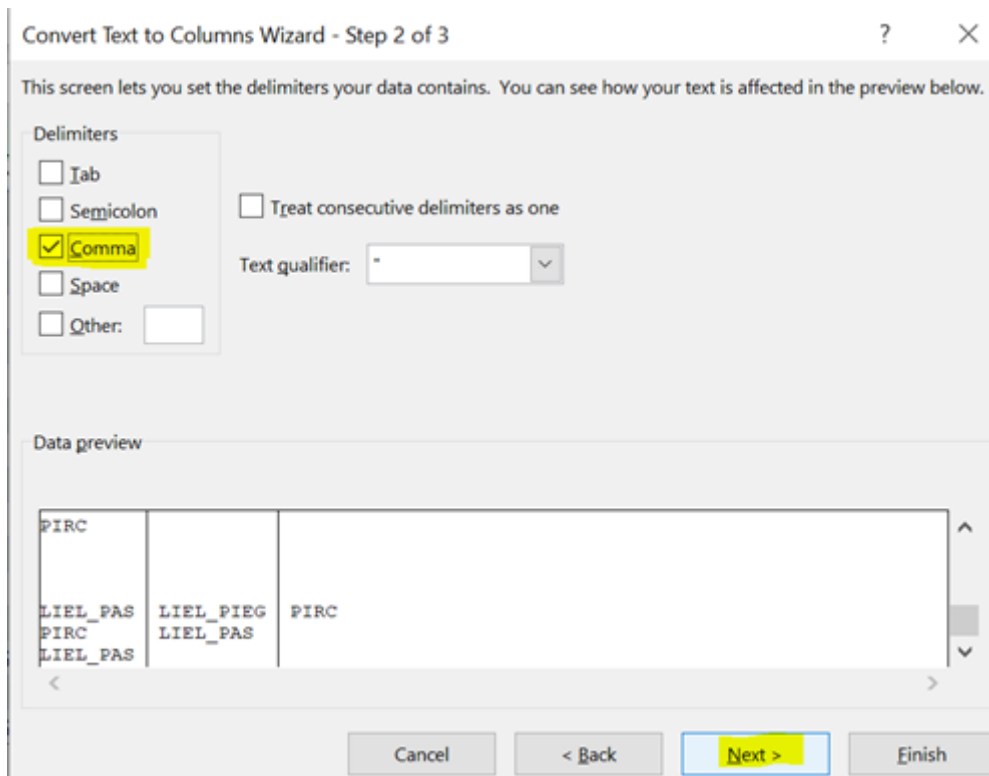 Convert Text to Columns Wizard - Step 2 of 3 ?
This screen lets you set the delimiters your data contains. You can see how your text is affected in the preview below.
Delimiters
Tab
Semicolon
Comma
Space
Other:
Treat consecutive delimiters as one
Text qualifier: "
Data preview
PIRC
LIEL_PAS LIEL_PIEG PIRC
PIRC LIEL_PAS
LIEL_PAS
Cancel < Back Next > Finish